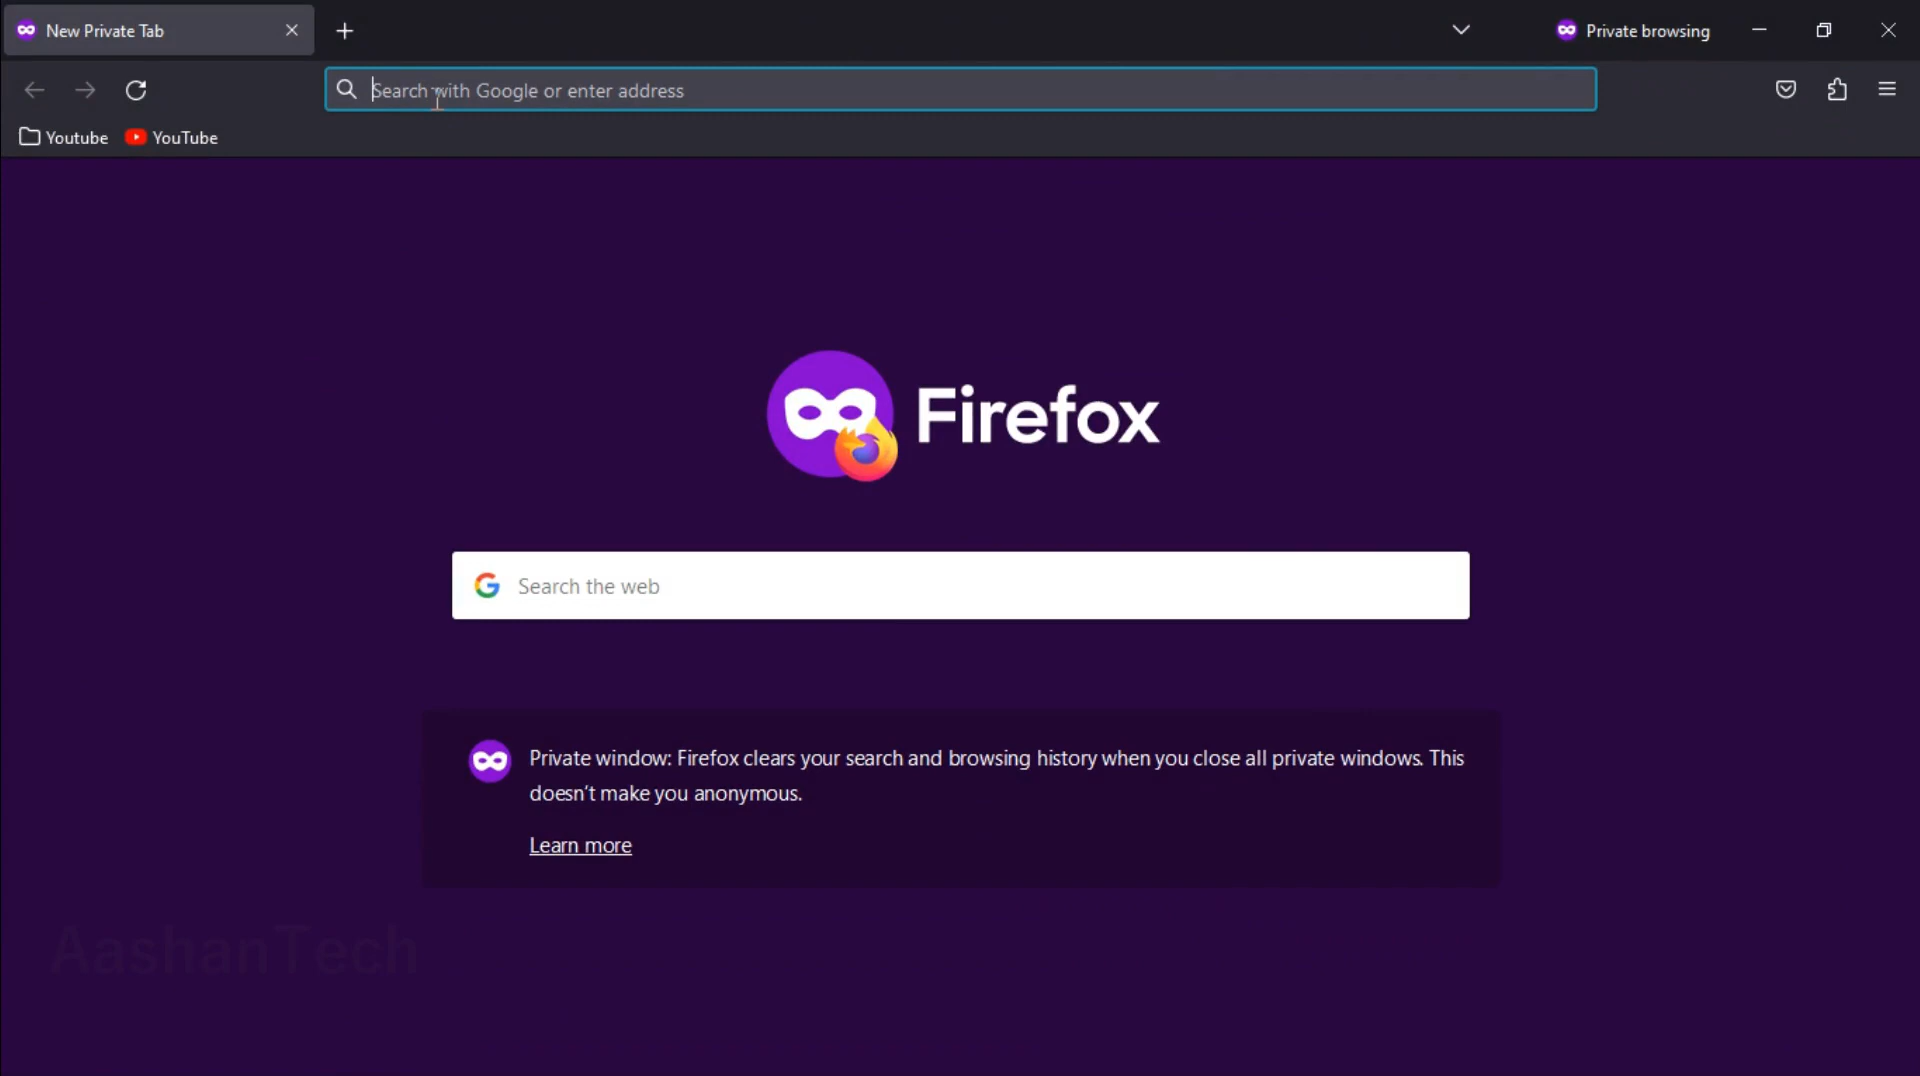 New Private Tab
Private browsing
Search with Google or enter address
Youtube YouTube
Firefox
Search the web
Private window: Firefox clears your search and browsing history when you close all private windows. This
doesn't make you anonymous.
Learn more
AashanTech